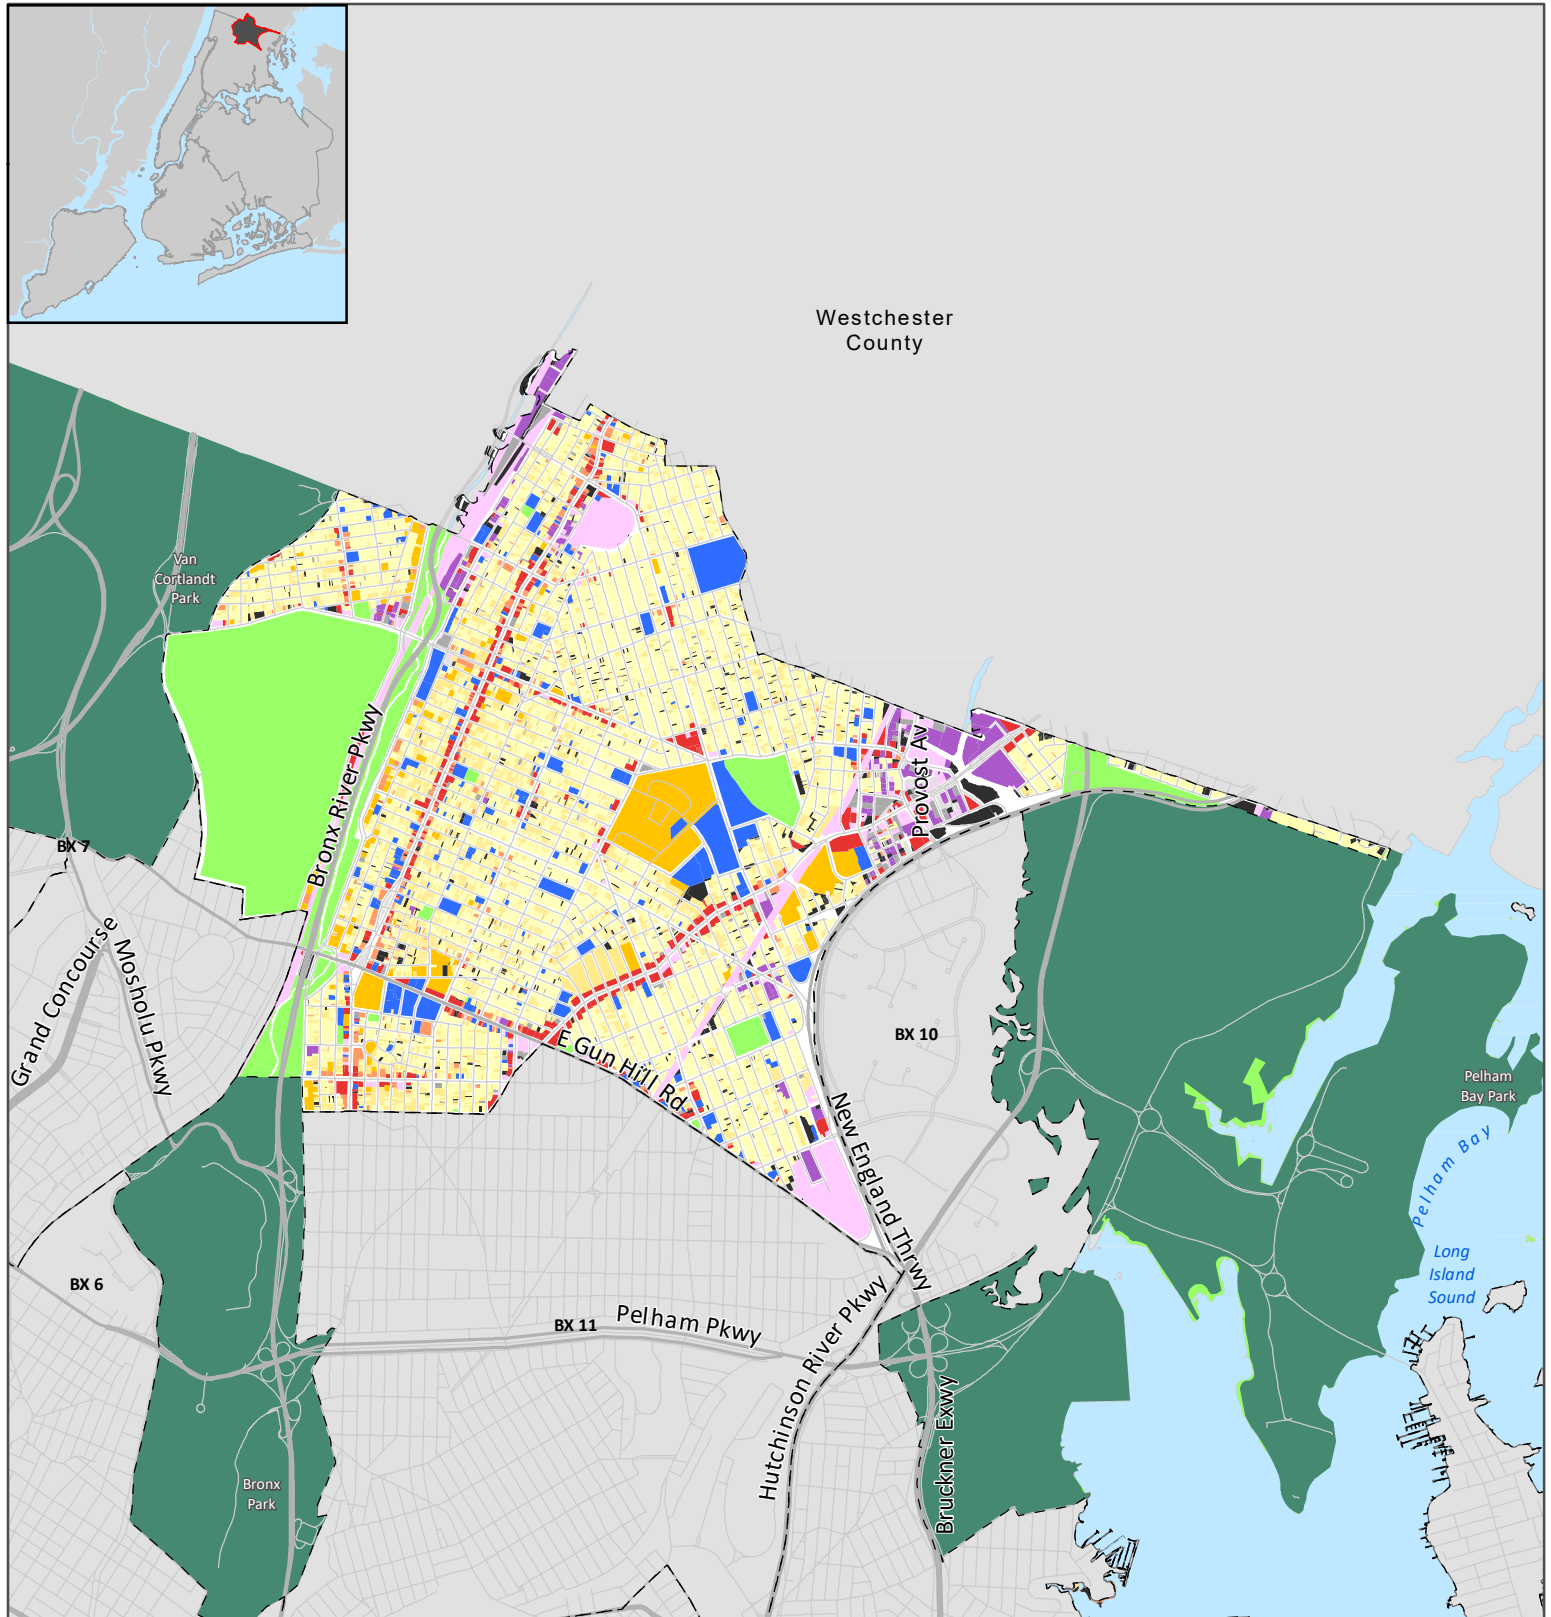 Westchester
County
Van
Cortlandt
Park
Bronx River Pkwy
Provost Av
BX 7
Grand Concourse
Mosholu Pkwy
E Gun Hill Rd
BX 10
New England Thrwy
Pelham
Bay Park
Pelham Bay
Long
Island
Sound
BX 6
BX 11
Pelham Pkwy
Hutchinson River Pkwy
Bruckner Exwy
Bronx
Park